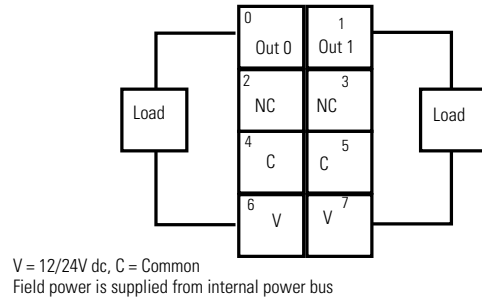 0 1
Out 0 Out 1
2 3
NC NC
Load Load
4 5
C C
6 7
V V
V = 12/24V dc, C = Common
Field power is supplied from internal power bus